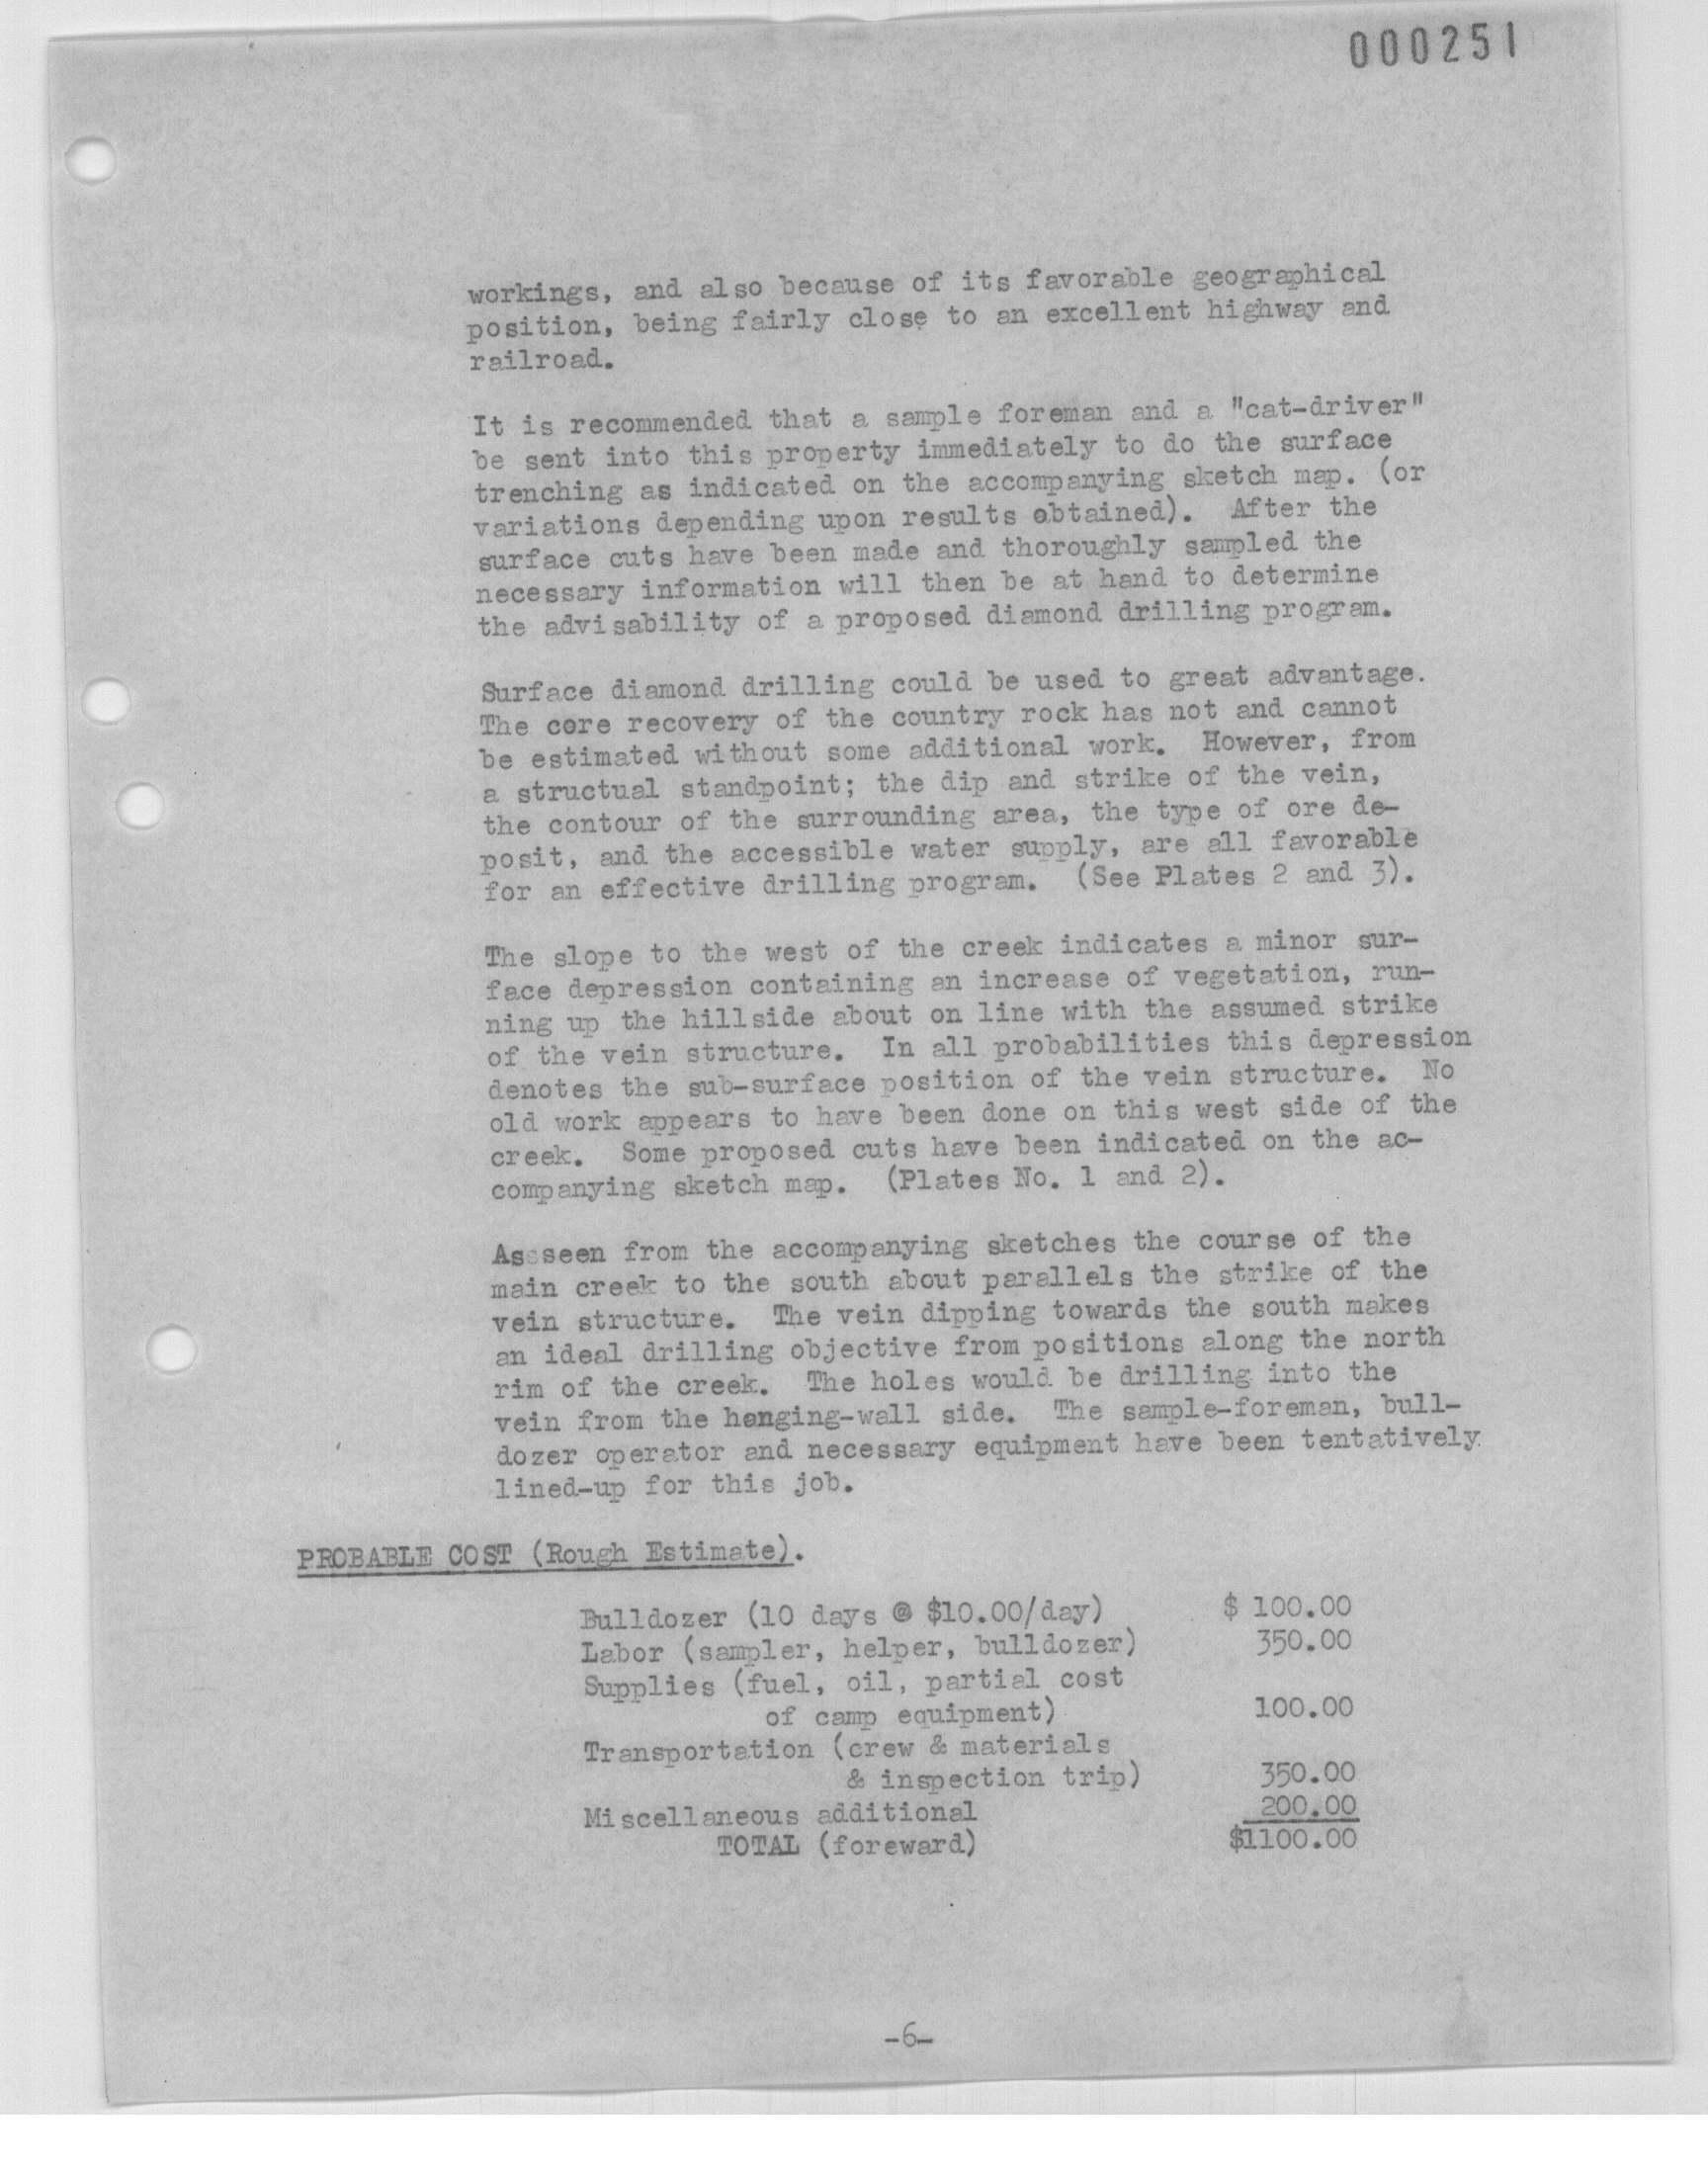 000251
workings, and also because of its favorable geographical
position, being fairly close to an excellent highway and
railroad.
It is recommended that a sample foreman and a "cat-driver"
be sent into this property immediately to do the surface
trenching as indicated on the accompanying sketch map. (or
variations depending upon results obtained). After the
surface cuts have been made and thoroughly sampled the
necessary information will then be at hand to determine
the advisability of a proposed diamond drilling program.
Surface diamond drilling could be used to great advantage.
The core recovery of the country rock has not and cannot
be estimated without some additional work. However, from
a structual standpoint; the dip and strike of the vein,
the contour of the surrounding area, the type of ore de-
posit, and the accessible water supply, are all favorable
for an effective drilling program. (See Plates 2 and 3).
The slope to the west of the creek indicates a minor sur-
face depression containing an increase of vegetation, run-
ning up the hillside about on line with the assumed strike
of the vein structure. In all probabilities this depression
denotes the sub-surface position of the vein structure. No
old work appears to have been done on this west side of the
creek. Some proposed cuts have been indicated on the ac-
companying sketch map. (Plates No. 1 and 2).
As seen from the accompanying sketches the course of the
main creek to the south about parallels the strike of the
vein structure. The vein dipping towards the south makes
an ideal drilling objective from positions along the north
rim of the creek. The holes would be drilling into the
vein from the hanging-wall side. The sample-foreman, bull-
dozer operator and necessary equipment have been tentatively
lined-up for this job.
PROBABLE COST (Rough Estimate).
Bulldozer (10 days @ $10.00/day) $ 100.00
Labor (sampler, helper, bulldozer) 350.00
Supplies (fuel, oil, partial cost
of camp equipment) 100.00
Transportation (crew & materials
& inspection trip) 350.00
Miscellaneous additional 200.00
TOTAL (foreward) $1100.00
-6-